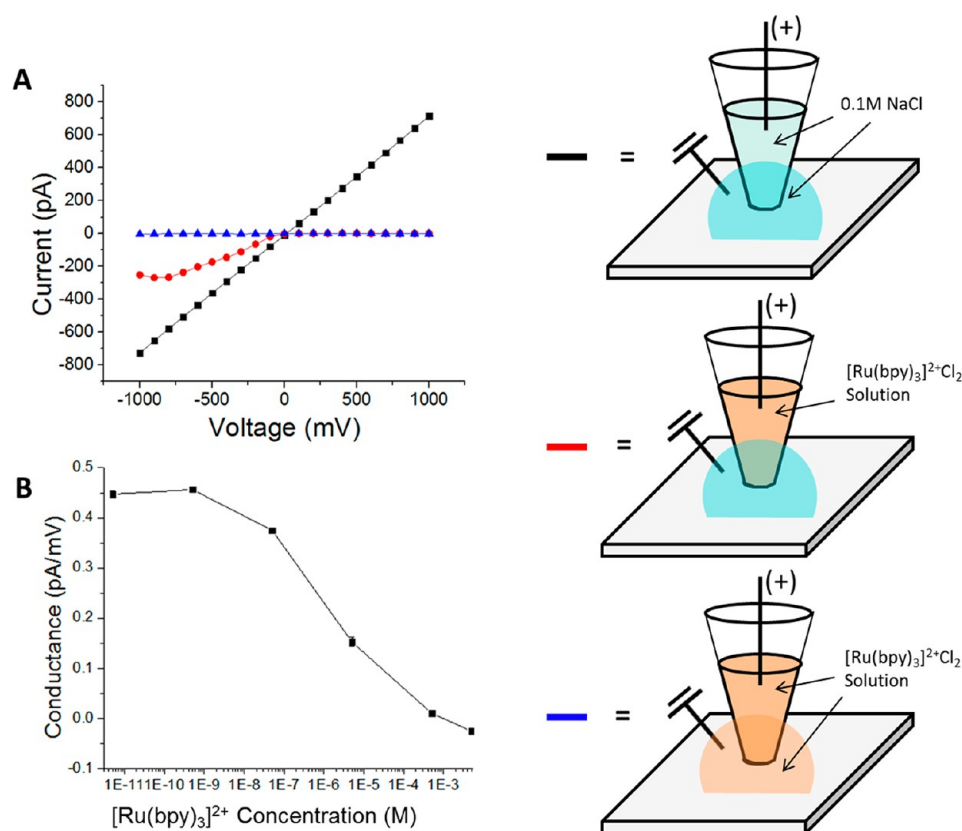 A
800
600
400
200
0
-200
-400
-600
-800
Current (pA)
-1000 -500 0 500 1000
Voltage (mV)
B
0.5
0.4
0.3
0.2
0.1
0.0
-0.1
Conductance (pA/mV)
1E-11 1E-10 1E-9 1E-8 1E-7 1E-6 1E-5 1E-4 1E-3
[Ru(bpy)₃]²⁺ Concentration (M)
(+)
0.1M NaCl
=
(+)
[Ru(bpy)₃]²⁺Cl₂
Solution
=
(+)
[Ru(bpy)₃]²⁺Cl₂
Solution
=